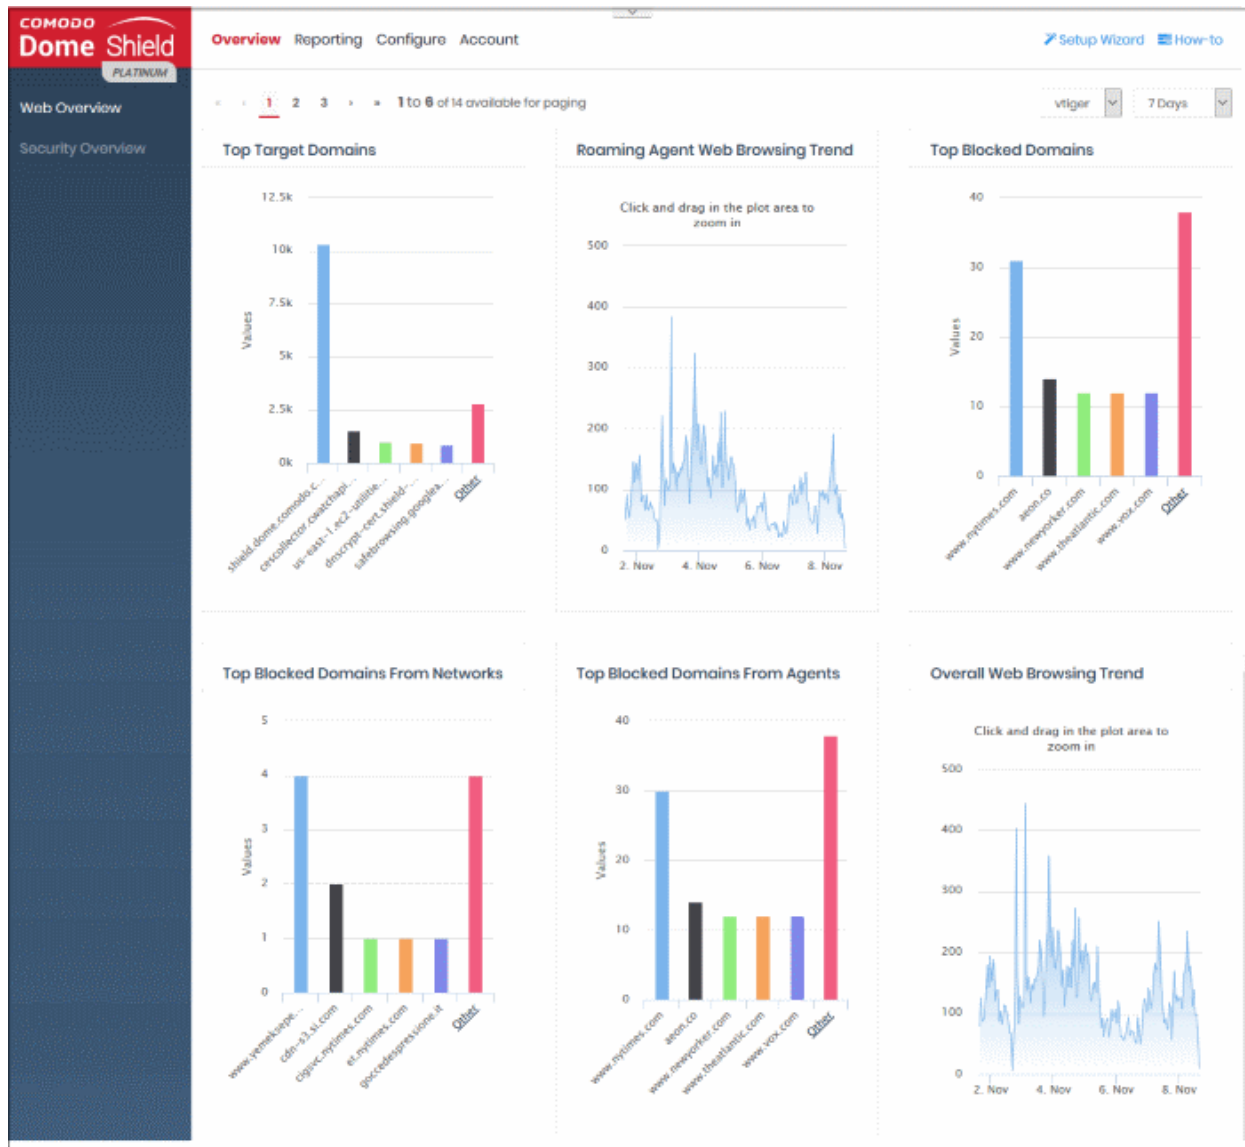 COMODO
Dome Shield
PLATINUM
Overview Reporting Configure Account
Setup Wizard How-to
Web Overview
Security Overview
« ‹ 1 2 3 › » 1 to 6 of 14 available for paging
vtiger 7 Days
Top Target Domains
12.5k
10k
7.5k
5k
2.5k
0k
Values
shield.dome.comodo.c...
cescollector.cwatchapi...
us-east-1.ec2-utilitie...
dnscrypt-cert.shield-...
safebrowsing.googlea...
Other
Roaming Agent Web Browsing Trend
Click and drag in the plot area to
zoom in
500
400
300
200
100
0
2. Nov 4. Nov 6. Nov 8. Nov
Top Blocked Domains
40
30
20
10
0
Values
www.nytimes.com
aeon.co
www.newyorker.com
www.theatlantic.com
www.vox.com
Other
Top Blocked Domains From Networks
5
4
3
2
1
0
Values
www.yemeksepe...
cdn-s3.si.com
cigsvc.nytimes.com
et.nytimes.com
goccedespressione.it
Other
Top Blocked Domains From Agents
40
30
20
10
0
Values
www.nytimes.com
aeon.co
www.newyorker.com
www.theatlantic.com
www.vox.com
Other
Overall Web Browsing Trend
Click and drag in the plot area to
zoom in
500
400
300
200
100
0
2. Nov 4. Nov 6. Nov 8. Nov